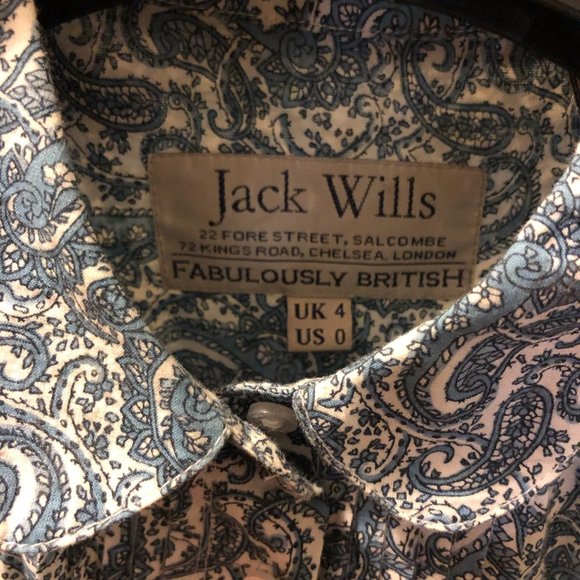 Jack Wills
22 FORE STREET, SALCOMBE
72 KINGS ROAD, CHELSEA, LONDON
FABULOUSLY BRITISH
UK 4
US 0